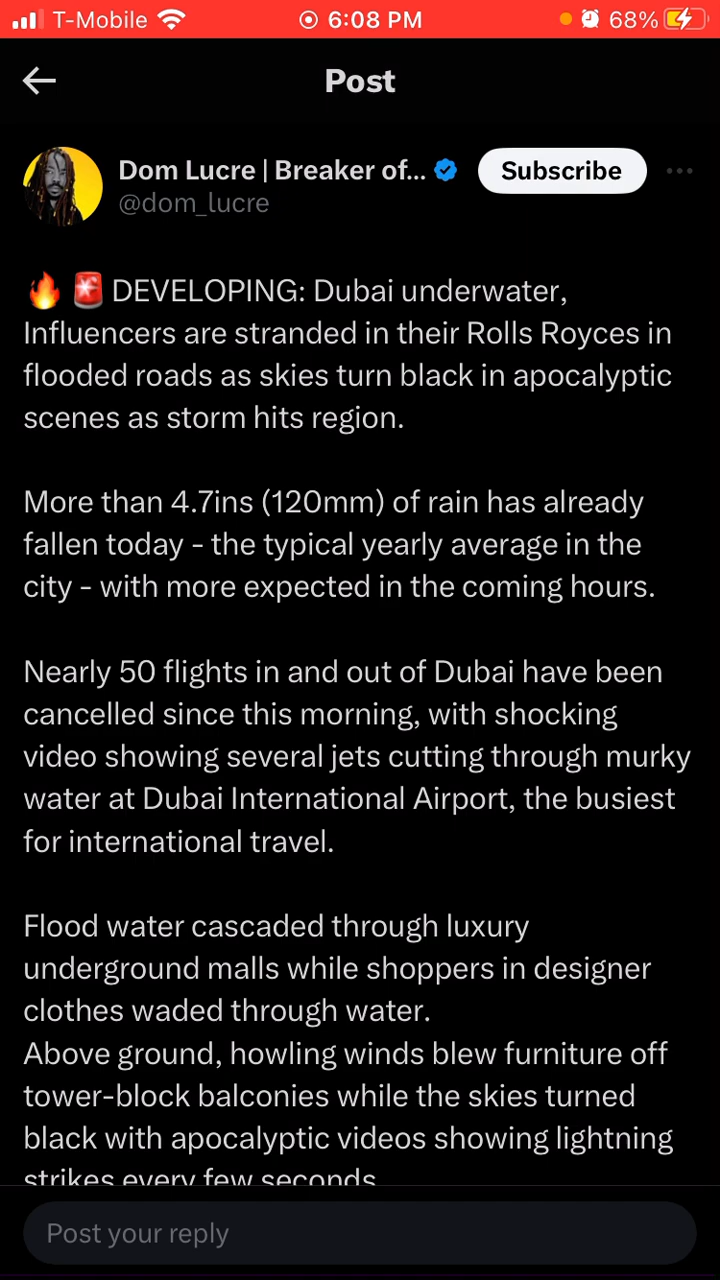 T-Mobile 6:08 PM 68%
Post
Dom Lucre | Breaker of... Subscribe
@dom_lucre
🔥 🚨 DEVELOPING: Dubai underwater,
Influencers are stranded in their Rolls Royces in
flooded roads as skies turn black in apocalyptic
scenes as storm hits region.
More than 4.7ins (120mm) of rain has already
fallen today - the typical yearly average in the
city - with more expected in the coming hours.
Nearly 50 flights in and out of Dubai have been
cancelled since this morning, with shocking
video showing several jets cutting through murky
water at Dubai International Airport, the busiest
for international travel.
Flood water cascaded through luxury
underground malls while shoppers in designer
clothes waded through water.
Above ground, howling winds blew furniture off
tower-block balconies while the skies turned
black with apocalyptic videos showing lightning
strikes every few seconds
Post your reply